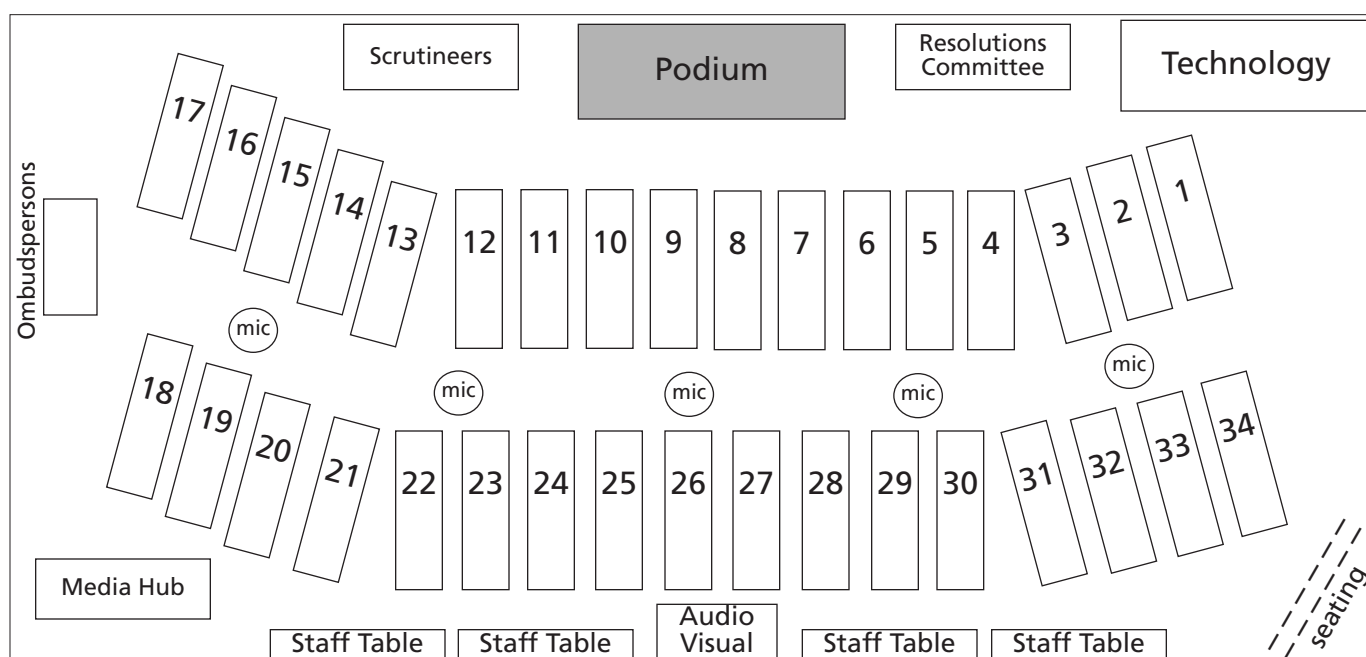 Scrutineers
Podium
Resolutions
Committee
Technology
Ombudspersons
17
16
15
14
13
12
11
10
9
8
7
6
5
4
3
2
1
mic
mic
mic
mic
mic
18
19
20
21
22
23
24
25
26
27
28
29
30
31
32
33
34
Media Hub
Staff Table
Staff Table
Audio
Visual
Staff Table
Staff Table
seating